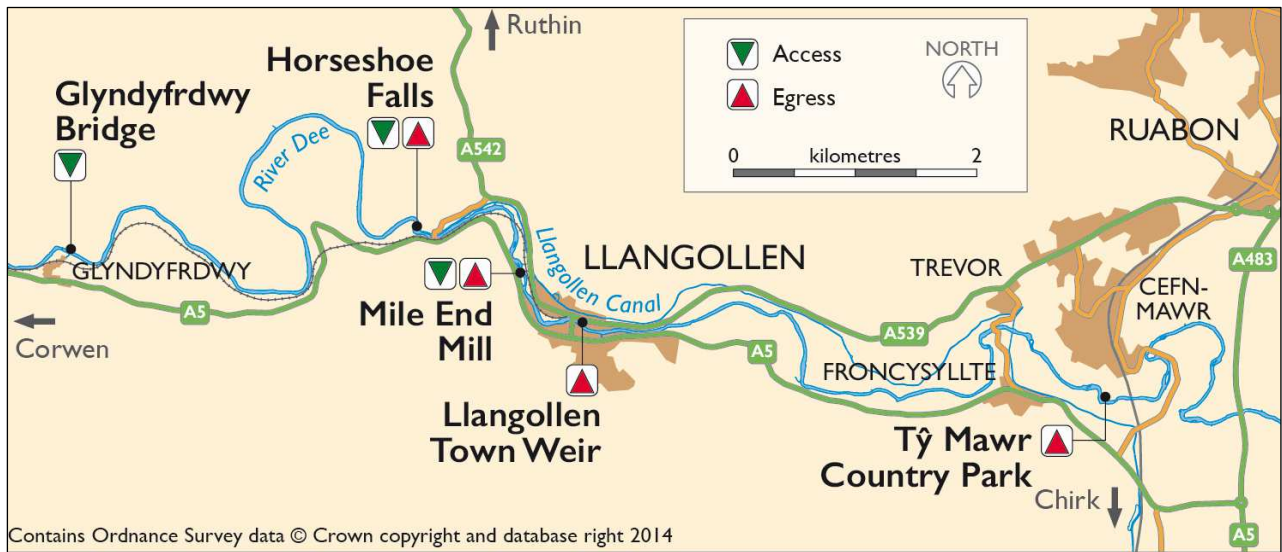 Ruthin
Horseshoe
Falls
Glyndyfrdwy
Bridge
River Dee
A542
Access
Egress
NORTH
0 kilometres 2
RUABON
GLYNDYFRDWY
A5
Corwen
Llangollen Canal
LLANGOLLEN
Mile End
Mill
Llangollen
Town Weir
TREVOR
A483
CEFN-
MAWR
A539
A5
FRONCYSYLLTE
Tŷ Mawr
Country Park
Chirk
A5
Contains Ordnance Survey data © Crown copyright and database right 2014